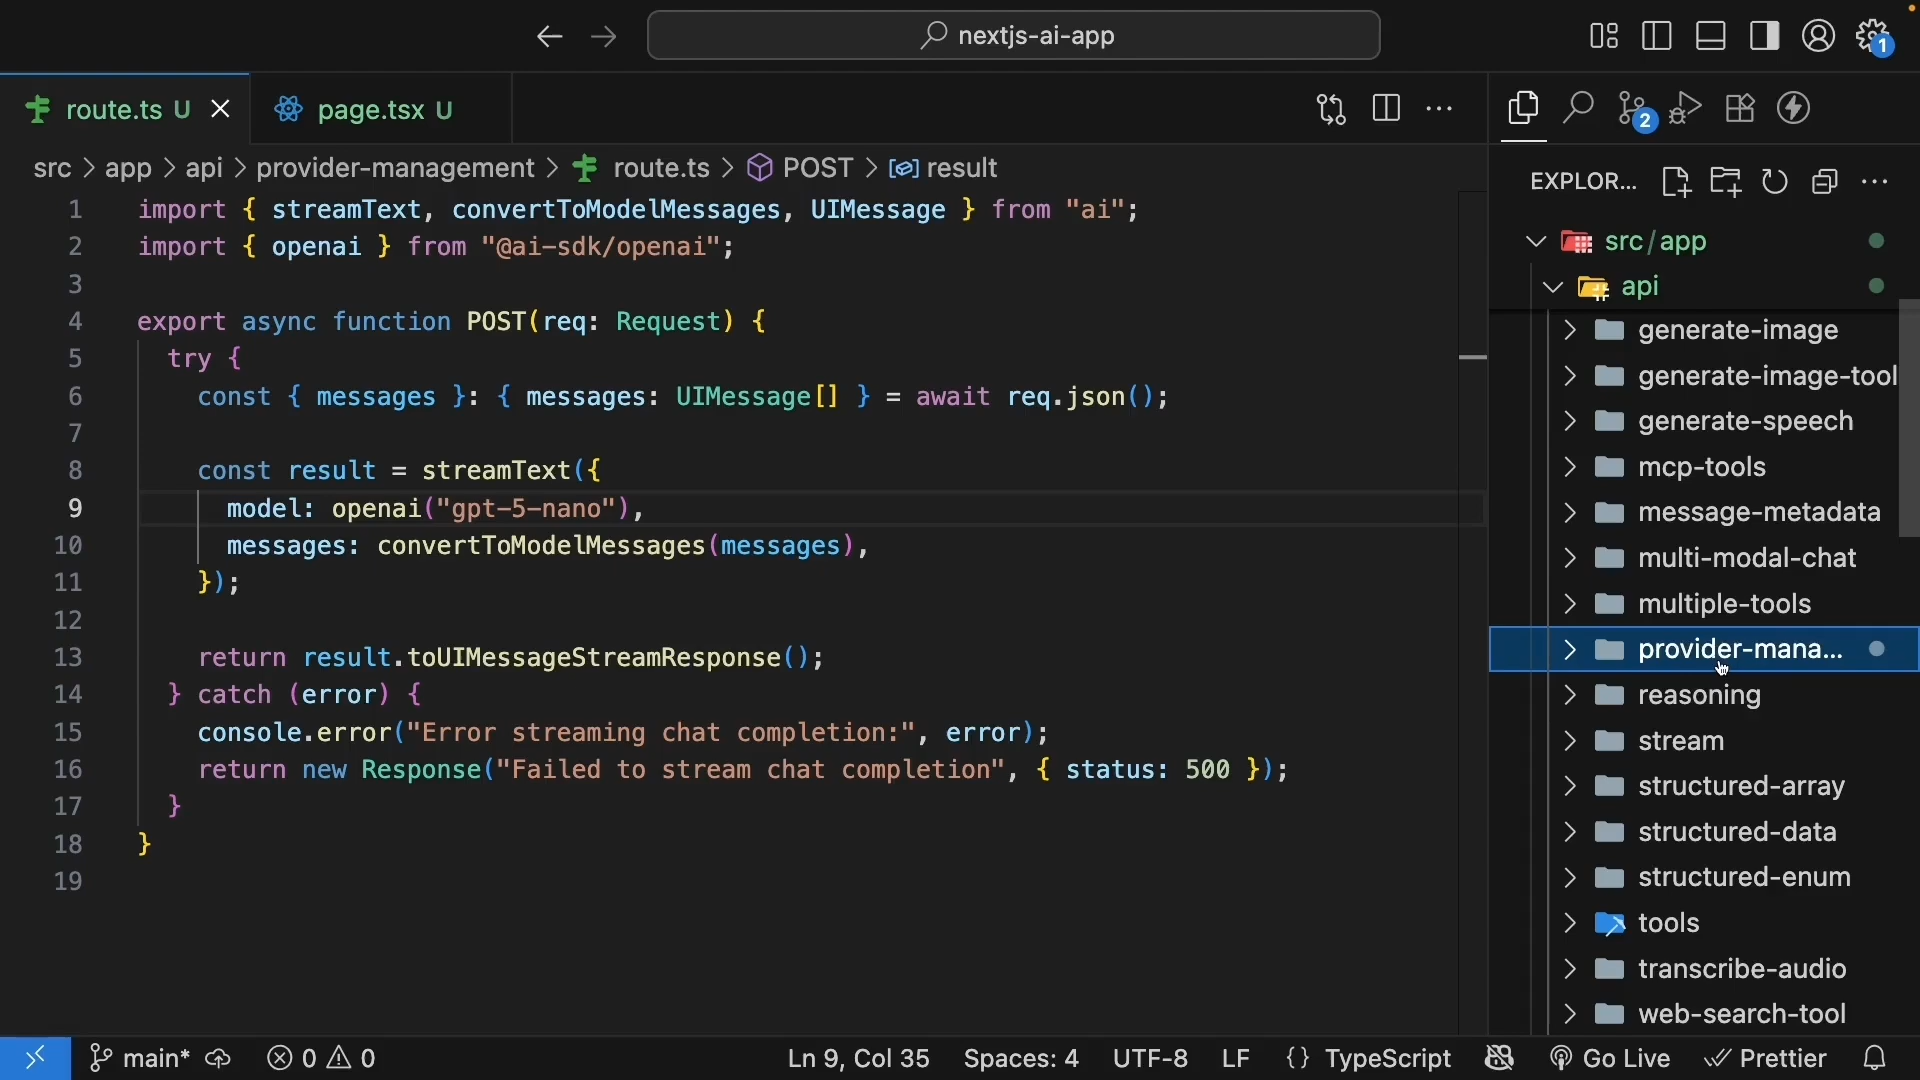 nextjs-ai-app
1
route.ts U
page.tsx U
2
src > app > api > provider-management > route.ts > POST > result
EXPLOR...
1 import { streamText, convertToModelMessages, UIMessage } from "ai";
2 import { openai } from "@ai-sdk/openai";
3
4 export async function POST(req: Request) {
5 try {
6 const { messages }: { messages: UIMessage[] } = await req.json();
7
8 const result = streamText({
9 model: openai("gpt-5-nano"),
10 messages: convertToModelMessages(messages),
11 });
12
13 return result.toUIMessageStreamResponse();
14 } catch (error) {
15 console.error("Error streaming chat completion:", error);
16 return new Response("Failed to stream chat completion", { status: 500 });
17 }
18 }
19
src/app
api
generate-image
generate-image-tool
generate-speech
mcp-tools
message-metadata
multi-modal-chat
multiple-tools
provider-mana...
reasoning
stream
structured-array
structured-data
structured-enum
tools
transcribe-audio
web-search-tool
main* 0 0 Ln 9, Col 35 Spaces: 4 UTF-8 LF {} TypeScript Go Live Prettier